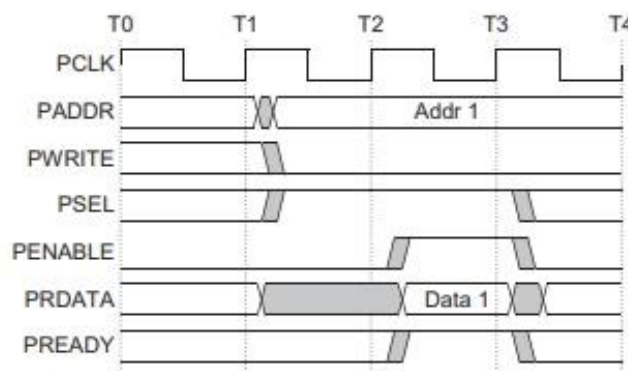 T0 T1 T2 T3 T4
PCLK
PADDR Addr 1
PWRITE
PSEL
PENABLE
PRDATA Data 1
PREADY